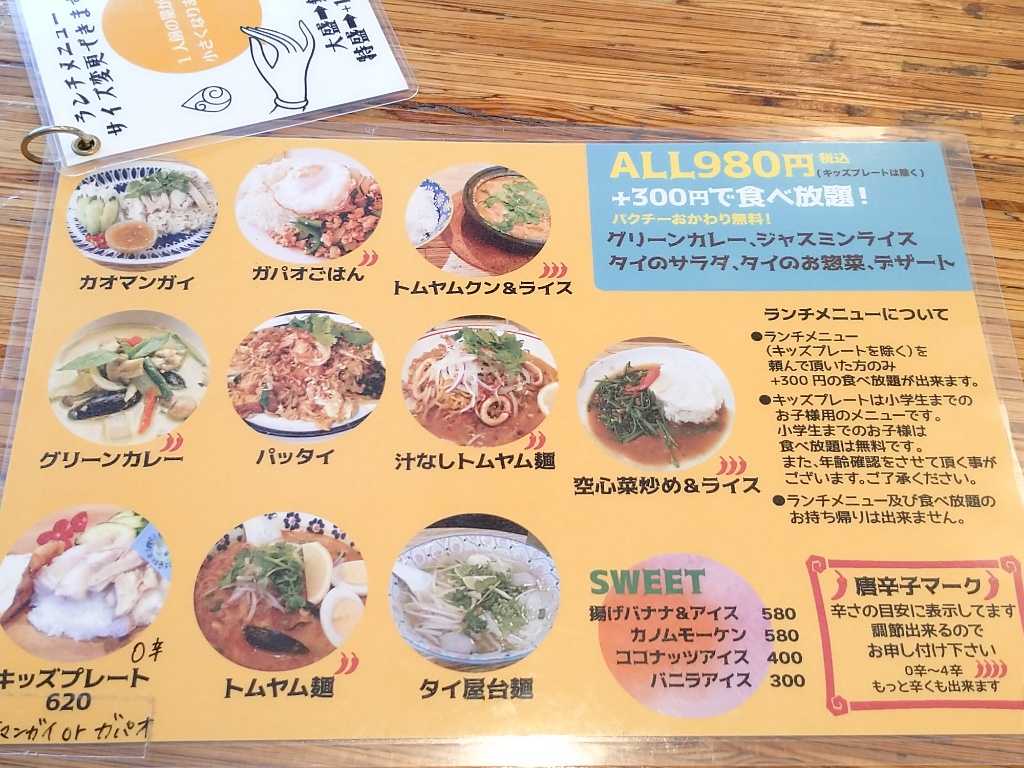 ランチメニュー
サイズ変更できます
1人前の量が
小さくなりま
大盛➡
特盛➡+1
ALL980円 税込
(キッズプレートは除く)
+300円で食べ放題!
パクチーおかわり無料!
グリーンカレー、ジャスミンライス
タイのサラダ、タイのお惣菜、デザート
カオマンガイ
ガパオごはん
トムヤムクン&ライス
グリーンカレー
パッタイ
汁なしトムヤム麺
空心菜炒め&ライス
キッズプレート
0辛
620
マンガイ or ガパオ
トムヤム麺
タイ屋台麺
ランチメニューについて
●ランチメニュー
(キッズプレートを除く)を
頼んで頂いた方のみ
+300円の食べ放題が出来ます。
●キッズプレートは小学生までの
お子様用のメニューです。
小学生までのお子様は
食べ放題は無料です。
また、年齢確認をさせて頂く事が
ございます。ご了承ください。
●ランチメニュー及び食べ放題の
お持ち帰りは出来ません。
SWEET
揚げバナナ&アイス 580
カノムモーケン 580
ココナッツアイス 400
バニラアイス 300
唐辛子マーク
辛さの目安に表示してます
調節出来るので
お申し付け下さい
0辛~4辛
もっと辛くも出来ます